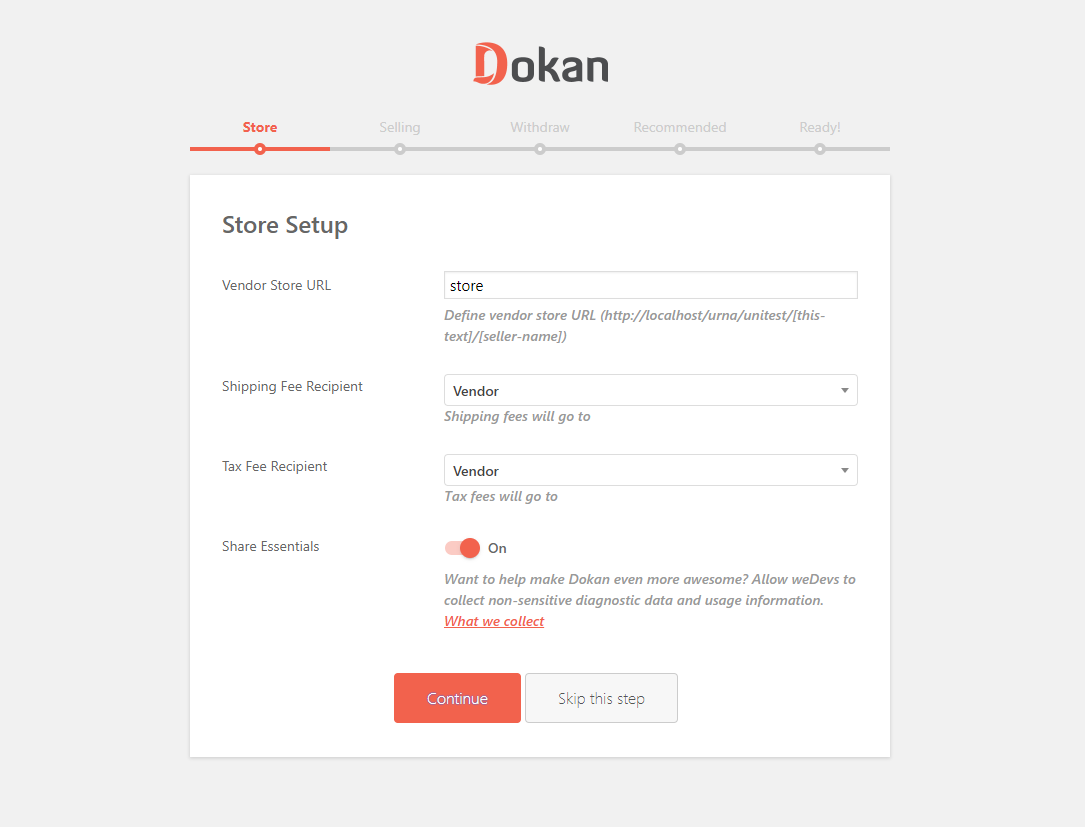 Dokan
Store
Selling
Withdraw
Recommended
Ready!
Store Setup
Vendor Store URL
store
Define vendor store URL (http://localhost/urna/unitest/[this-
text]/[seller-name])
Shipping Fee Recipient
Vendor
Shipping fees will go to
Tax Fee Recipient
Vendor
Tax fees will go to
Share Essentials
On
Want to help make Dokan even more awesome? Allow weDevs to
collect non-sensitive diagnostic data and usage information.
What we collect
Continue
Skip this step